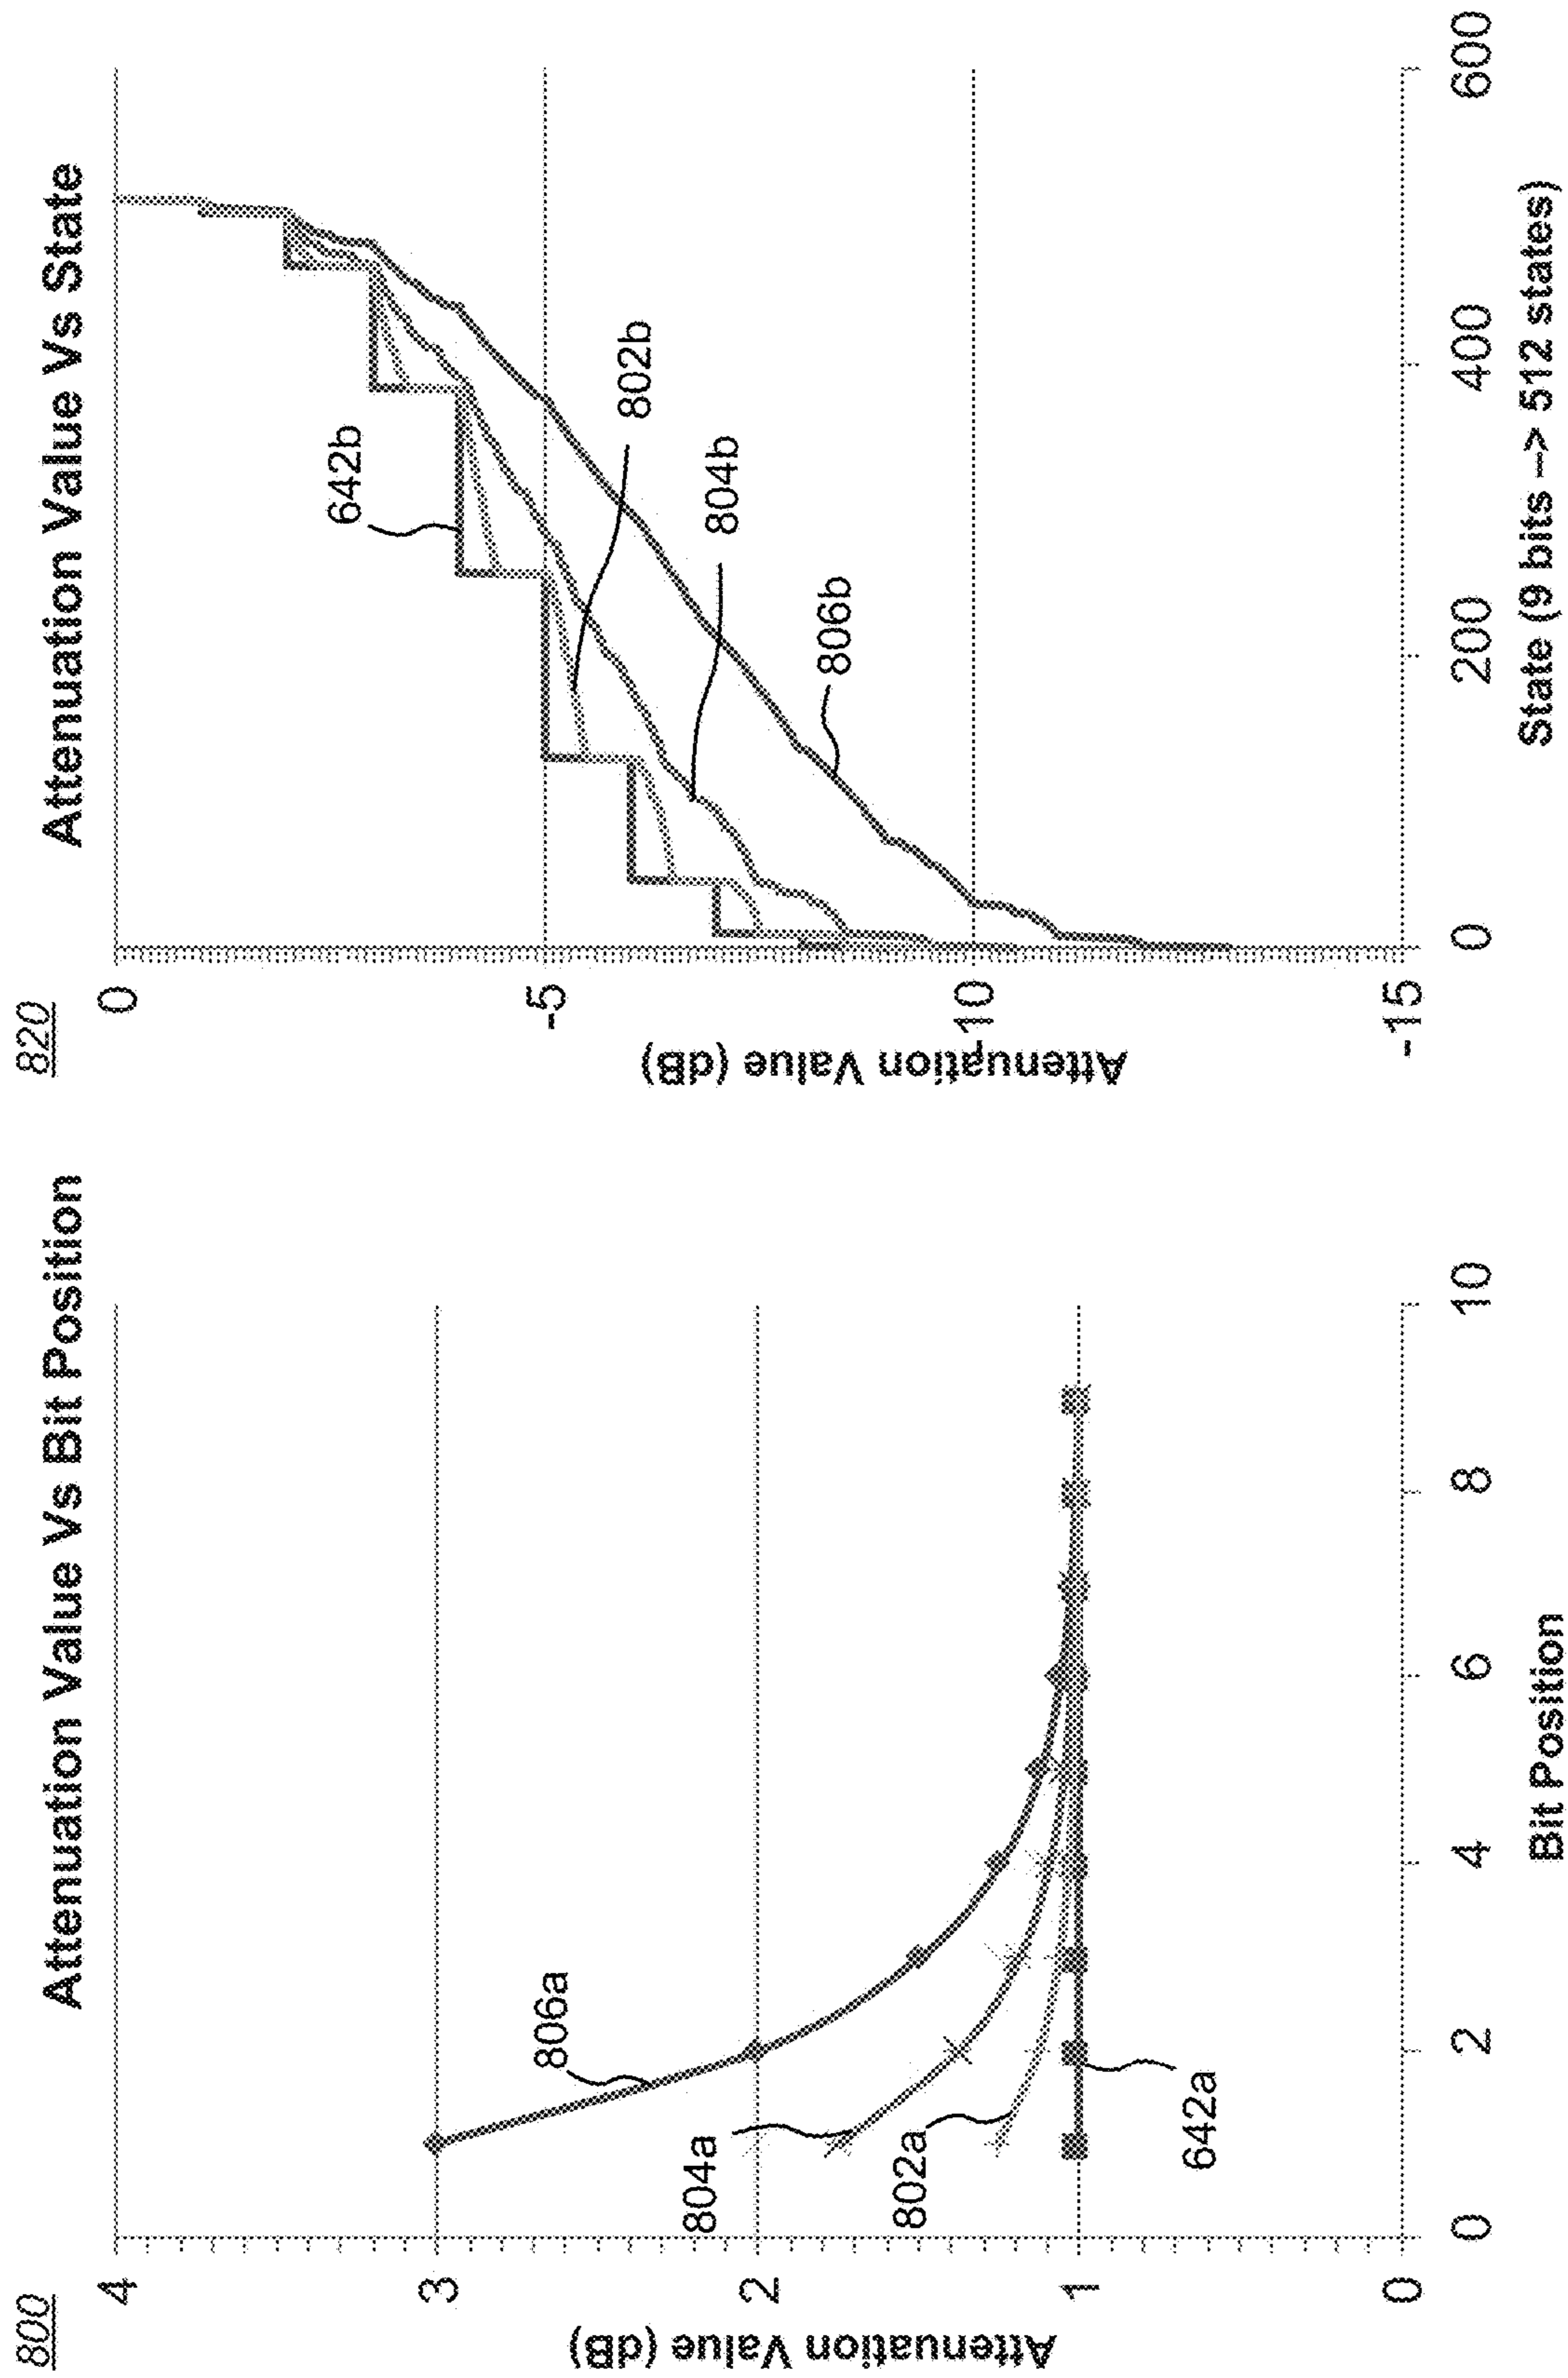 800
Attenuation Value Vs Bit Position
Attenuation Value (dB)
4
3
2
1
0
806a
804a
802a
642a
0
2
4
6
8
10
Bit Position
820
Attenuation Value Vs State
Attenuation Value (dB)
0
-5
-10
-15
642b
802b
804b
806b
0
200
400
600
State (9 bits --> 512 states)